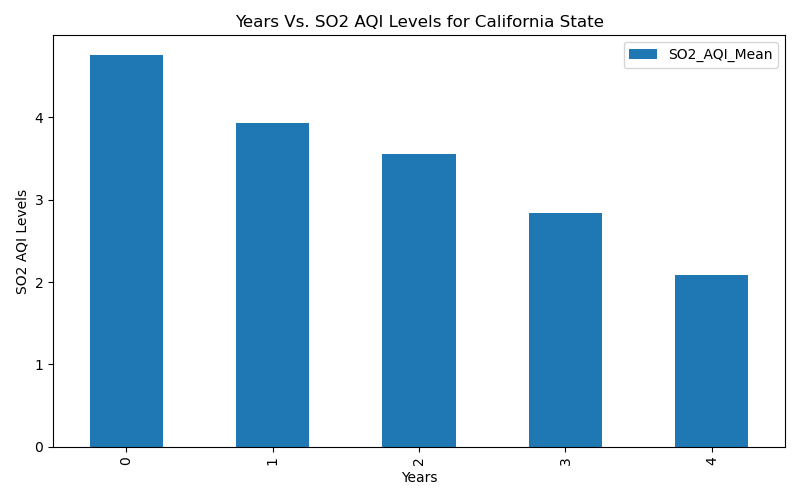 Years Vs. SO2 AQI Levels for California State
SO2_AQI_Mean
SO2 AQI Levels
4
3
2
1
0
0 1 2 3 4
Years